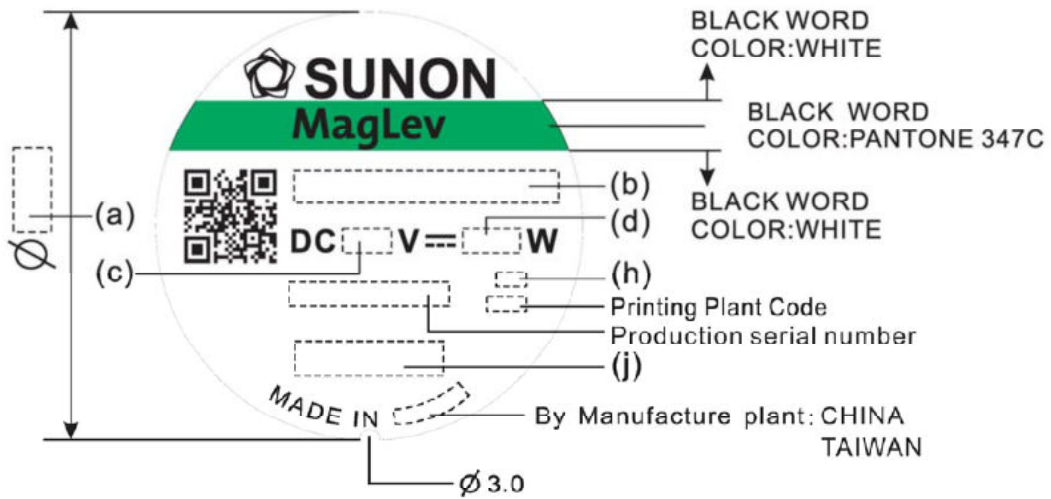 BLACK WORD
COLOR:WHITE
SUNON
MagLev
BLACK WORD
COLOR:PANTONE 347C
(a)
(b)
BLACK WORD
COLOR:WHITE
(d)
DC V W
Ø
(c)
(h)
Printing Plant Code
Production serial number
(j)
MADE IN
By Manufacture plant: CHINA
TAIWAN
Ø 3.0